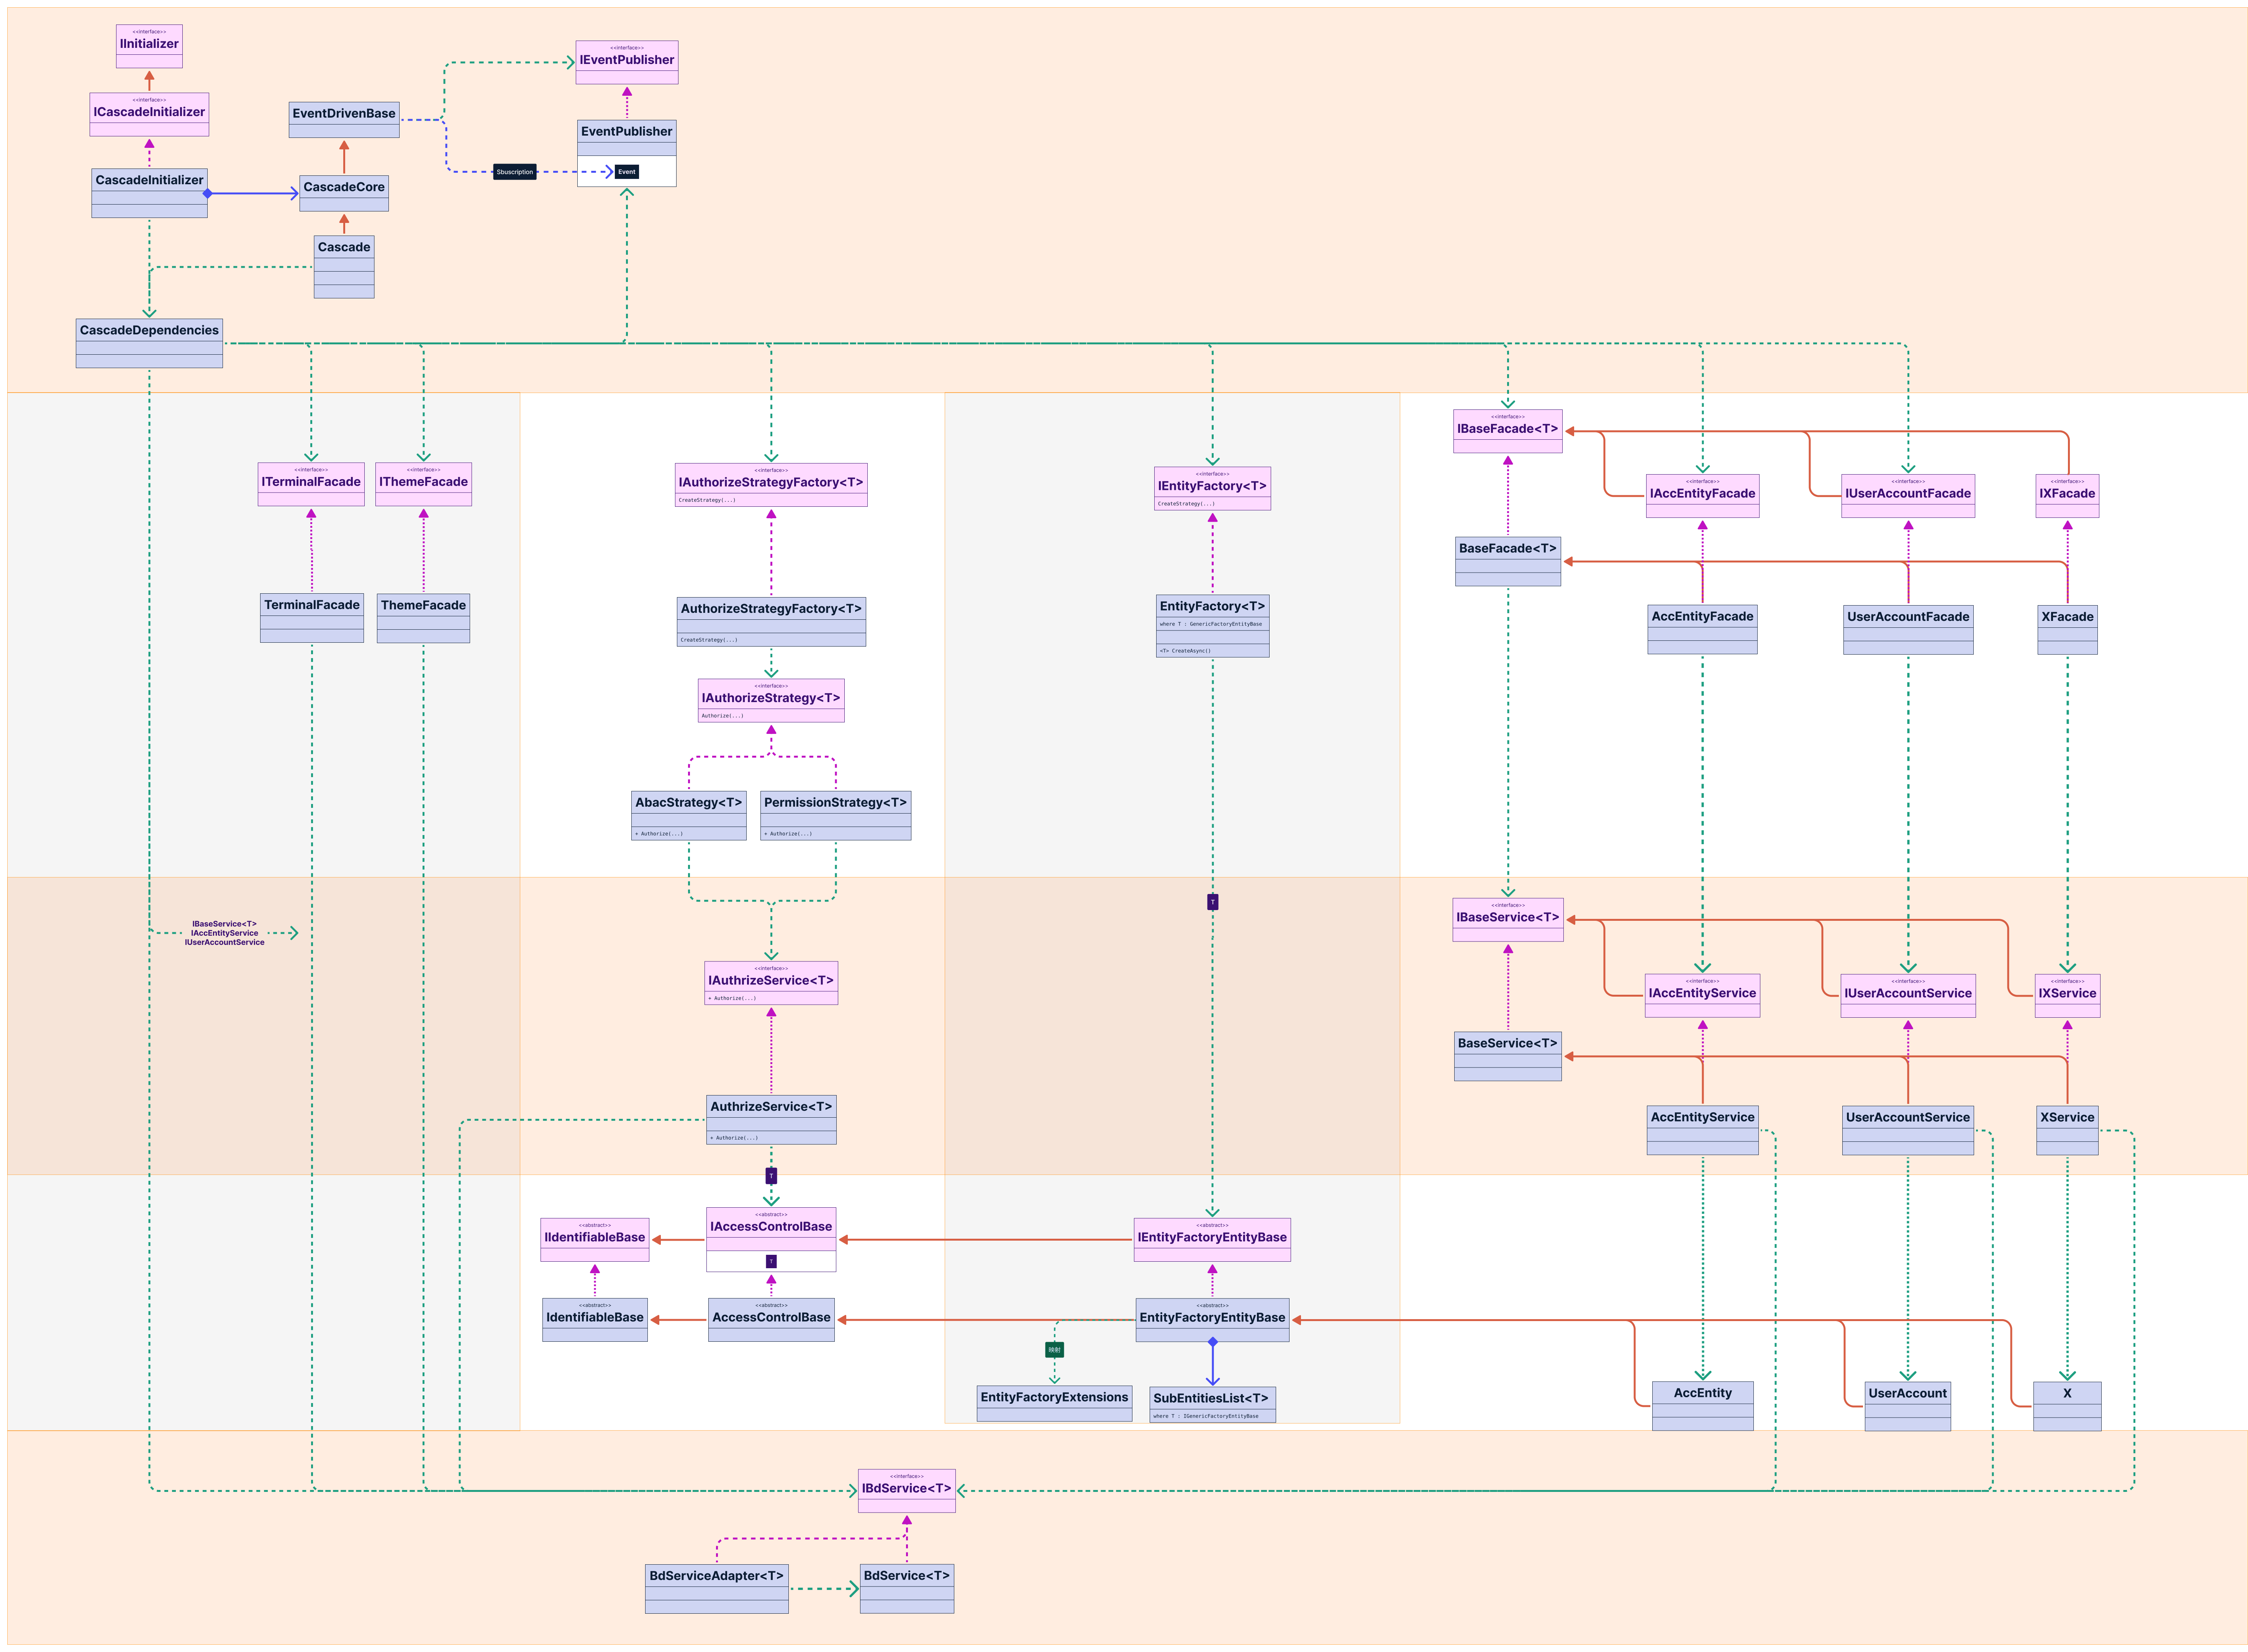 <<interface>>
IInitializer
<<interface>>
IEventPublisher
<<interface>>
ICascadeInitializer
EventDrivenBase
EventPublisher
Sbuscription
Event
CascadeInitializer
CascadeCore
Cascade
CascadeDependencies
<<interface>>
IBaseFacade<T>
<<interface>>
ITerminalFacade
<<interface>>
IThemeFacade
<<interface>>
IAuthorizeStrategyFactory<T>
CreateStrategy(...)
<<interface>>
IEntityFactory<T>
CreateStrategy(...)
<<interface>>
IAccEntityFacade
<<interface>>
IUserAccountFacade
<<interface>>
IXFacade
BaseFacade<T>
TerminalFacade
ThemeFacade
AuthorizeStrategyFactory<T>
CreateStrategy(...)
EntityFactory<T>
where T : GenericFactoryEntityBase
<T> CreateAsync()
AccEntityFacade
UserAccountFacade
XFacade
<<interface>>
IAuthorizeStrategy<T>
Authorize(...)
AbacStrategy<T>
+ Authorize(...)
PermissionStrategy<T>
+ Authorize(...)
T
<<interface>>
IBaseService<T>
IBaseService<T>
IAccEntityService
IUserAccountService
<<interface>>
IAuthrizeService<T>
+ Authorize(...)
<<interface>>
IAccEntityService
<<interface>>
IUserAccountService
<<interface>>
IXService
BaseService<T>
AuthrizeService<T>
+ Authorize(...)
AccEntityService
UserAccountService
XService
T
<<abstract>>
IIdentifiableBase
<<abstract>>
IAccessControlBase
T
<<abstract>>
IEntityFactoryEntityBase
<<abstract>>
IdentifiableBase
<<abstract>>
AccessControlBase
<<abstract>>
EntityFactoryEntityBase
映射
EntityFactoryExtensions
SubEntitiesList<T>
where T : IGenericFactoryEntityBase
AccEntity
UserAccount
X
<<interface>>
IBdService<T>
BdServiceAdapter<T>
BdService<T>